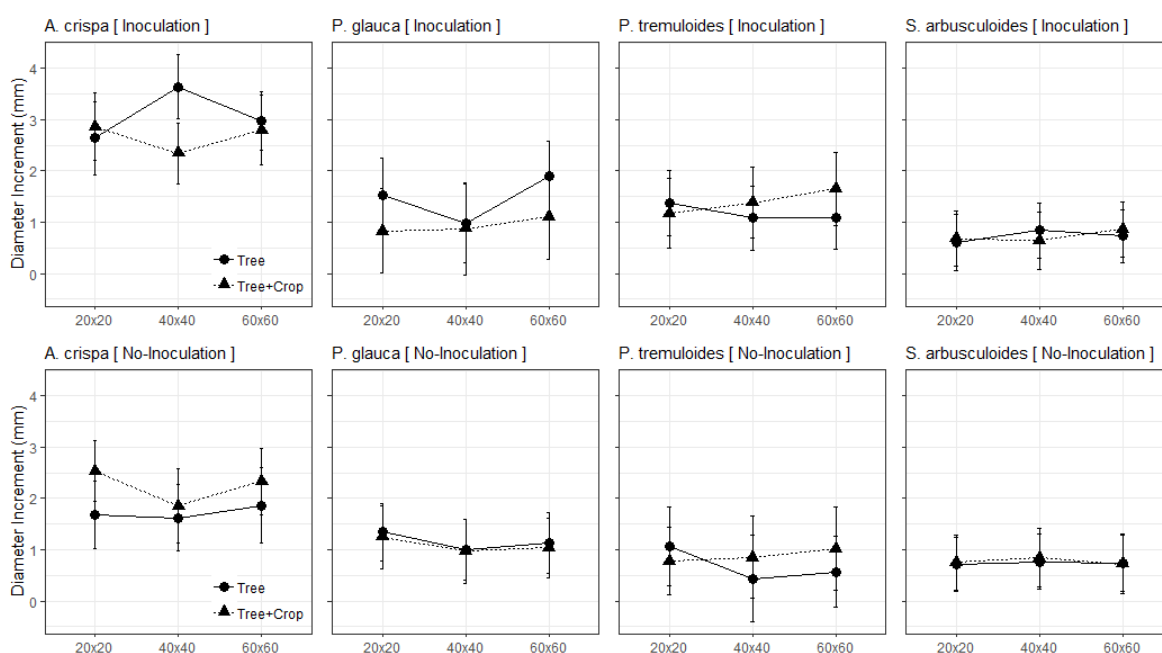 A. crispa [ Inoculation ]
P. glauca [ Inoculation ]
P. tremuloides [ Inoculation ]
S. arbusculoides [ Inoculation ]
Diameter Increment (mm)
4
3
2
1
0
Tree
Tree+Crop
20x20 40x40 60x60
20x20 40x40 60x60
20x20 40x40 60x60
20x20 40x40 60x60
A. crispa [ No-Inoculation ]
P. glauca [ No-Inoculation ]
P. tremuloides [ No-Inoculation ]
S. arbusculoides [ No-Inoculation ]
Diameter Increment (mm)
4
3
2
1
0
Tree
Tree+Crop
20x20 40x40 60x60
20x20 40x40 60x60
20x20 40x40 60x60
20x20 40x40 60x60